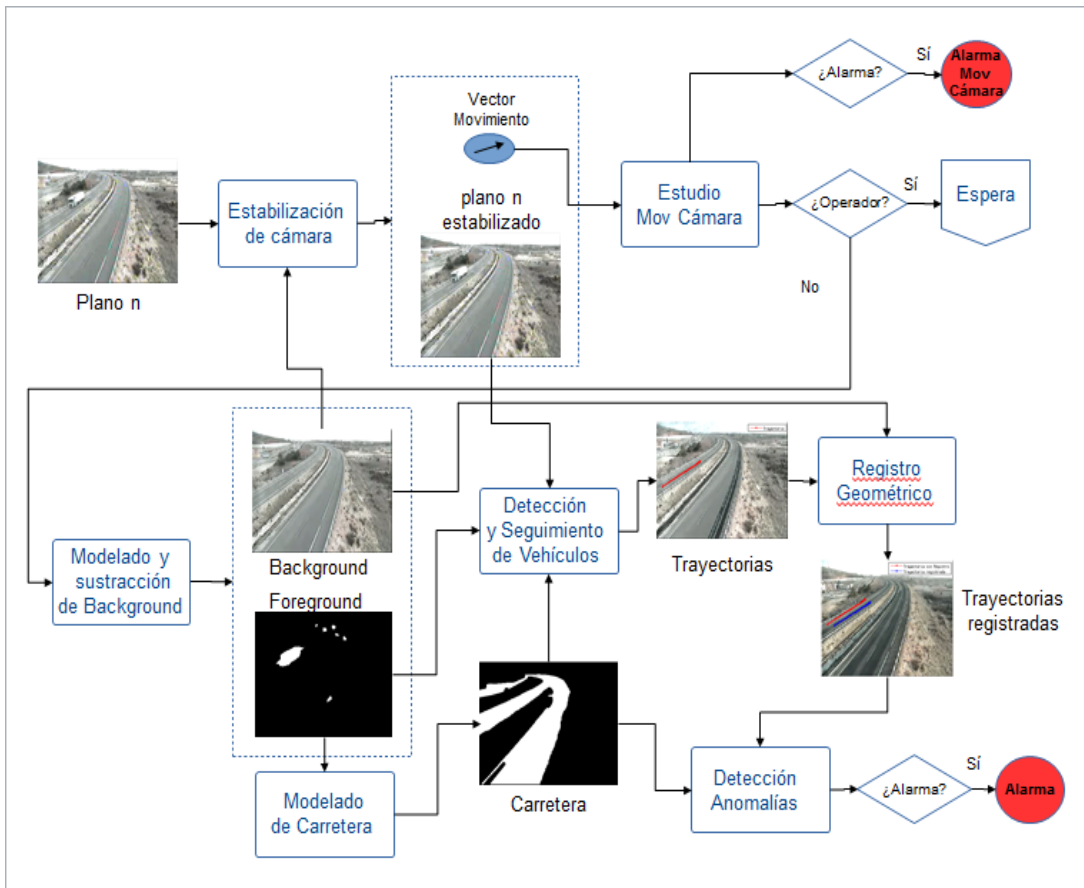 ¿Alarma?
Sí
Alarma
Mov
Cámara
Vector
Movimiento
Plano n
Estabilización
de cámara
plano n
estabilizado
Estudio
Mov Cámara
¿Operador?
Sí
Espera
No
Modelado y
sustracción
de Background
Background
Foreground
Detección
y Seguimiento
de Vehículos
Trayectorias
Registro
Geométrico
Trayectorias
registradas
Modelado
de Carretera
Carretera
Detección
Anomalías
¿Alarma?
Sí
Alarma